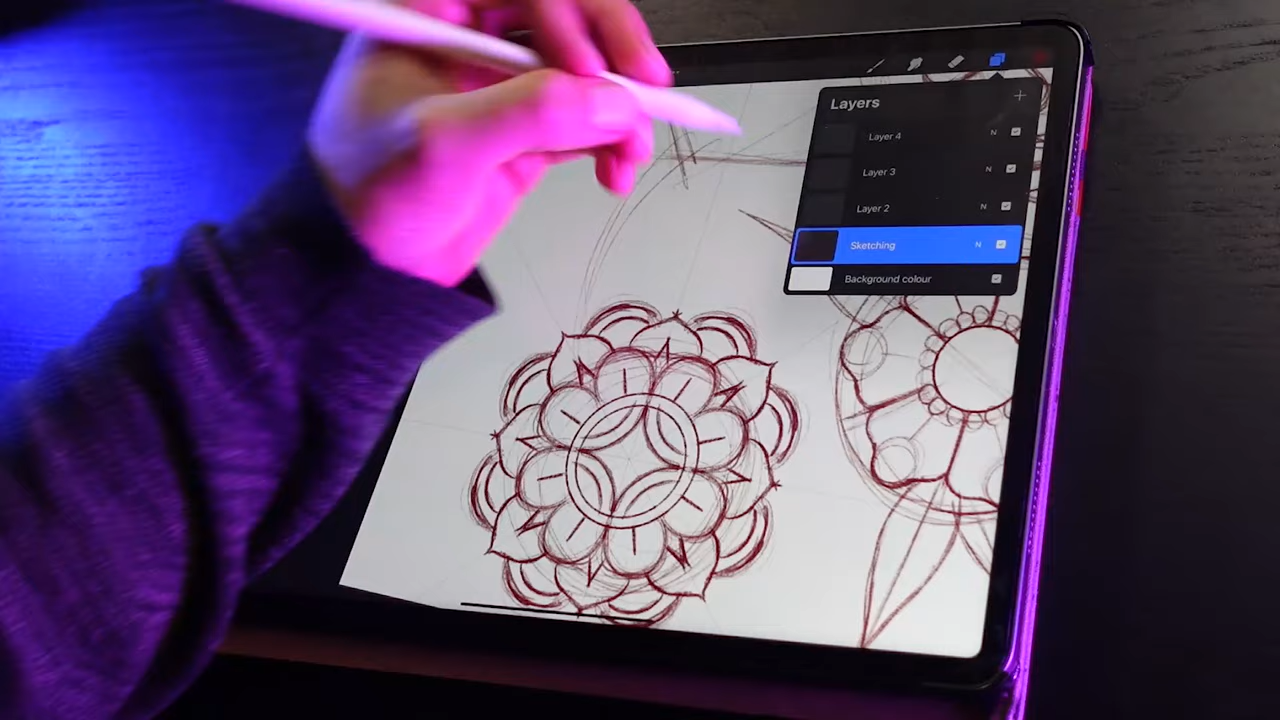 Layers
Layer 4 N
Layer 3 N
Layer 2 N
Sketching N
Background colour